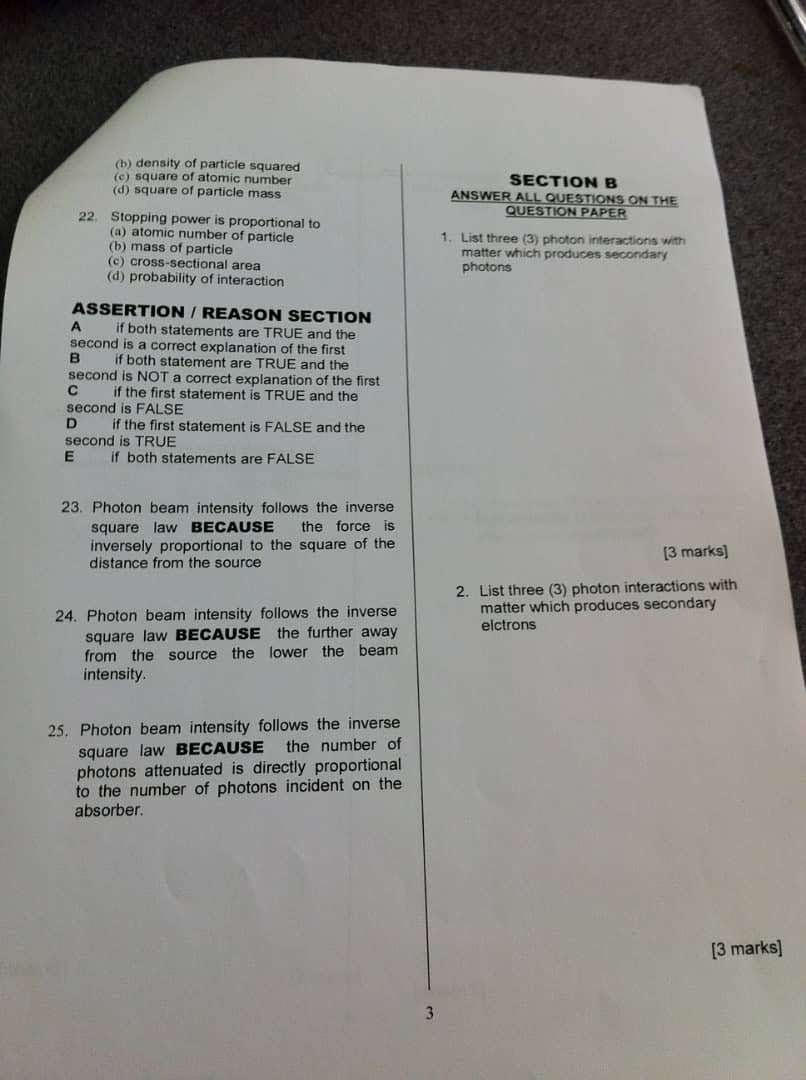 (b) density of particle squared
(c) square of atomic number
(d) square of particle mass
22. Stopping power is proportional to
(a) atomic number of particle
(b) mass of particle
(c) cross-sectional area
(d) probability of interaction
ASSERTION / REASON SECTION
A if both statements are TRUE and the
second is a correct explanation of the first
B if both statement are TRUE and the
second is NOT a correct explanation of the first
C if the first statement is TRUE and the
second is FALSE
D if the first statement is FALSE and the
second is TRUE
E if both statements are FALSE
23. Photon beam intensity follows the inverse
square law BECAUSE the force is
inversely proportional to the square of the
distance from the source
24. Photon beam intensity follows the inverse
square law BECAUSE the further away
from the source the lower the beam
intensity.
25. Photon beam intensity follows the inverse
square law BECAUSE the number of
photons attenuated is directly proportional
to the number of photons incident on the
absorber.
SECTION B
ANSWER ALL QUESTIONS ON THE
QUESTION PAPER
1. List three (3) photon interactions with
matter which produces secondary
photons
[3 marks]
2. List three (3) photon interactions with
matter which produces secondary
elctrons
[3 marks]
3